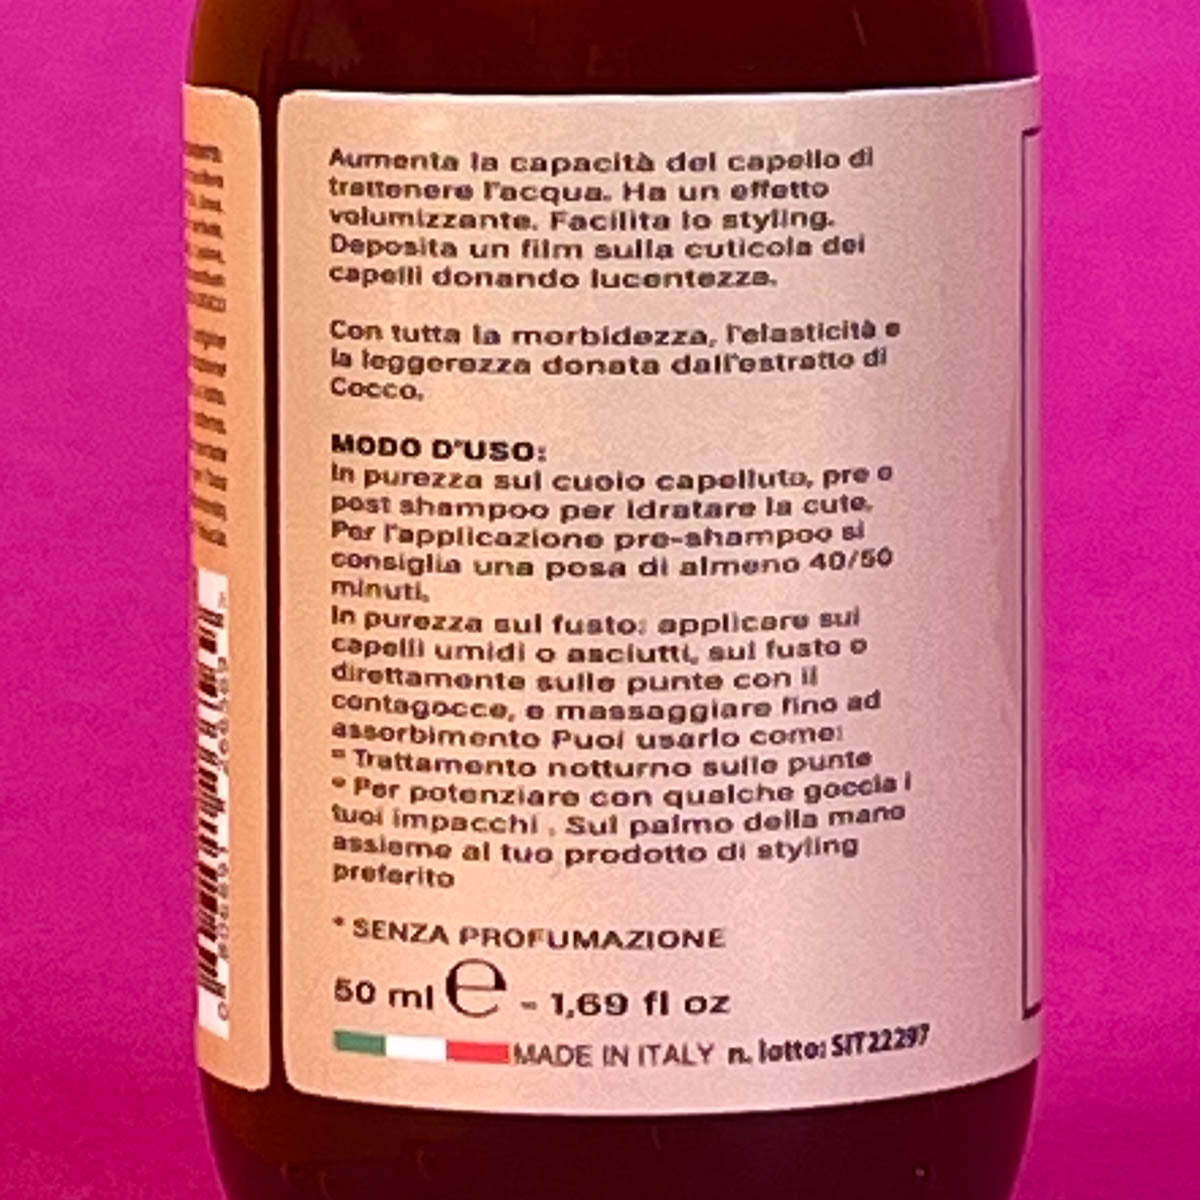 Aumenta la capacità del capello di
trattenere l'acqua. Ha un effetto
volumizzante. Facilita lo styling.
Deposita un film sulla cuticola dei
capelli donando lucentezza.
Con tutta la morbidezza, l'elasticità e
la leggerezza donata dall'estratto di
Cocco.
MODO D'USO:
In purezza sul cuoio capelluto, pre e
post shampoo per idratare la cute.
Per l'applicazione pre-shampoo si
consiglia una posa di almeno 40/50
minuti.
In purezza sul fusto: applicare sui
capelli umidi o asciutti, sul fusto o
direttamente sulle punte con il
contagocce, e massaggiare fino ad
assorbimento Puoi usarlo come:
* Trattamento notturno sulle punte
* Per potenziare con qualche goccia i
tuoi impacchi . Sul palmo della mano
assieme al tuo prodotto di styling
preferito
* SENZA PROFUMAZIONE
50 ml e - 1,69 fl oz
MADE IN ITALY n. lotto: SIT22297